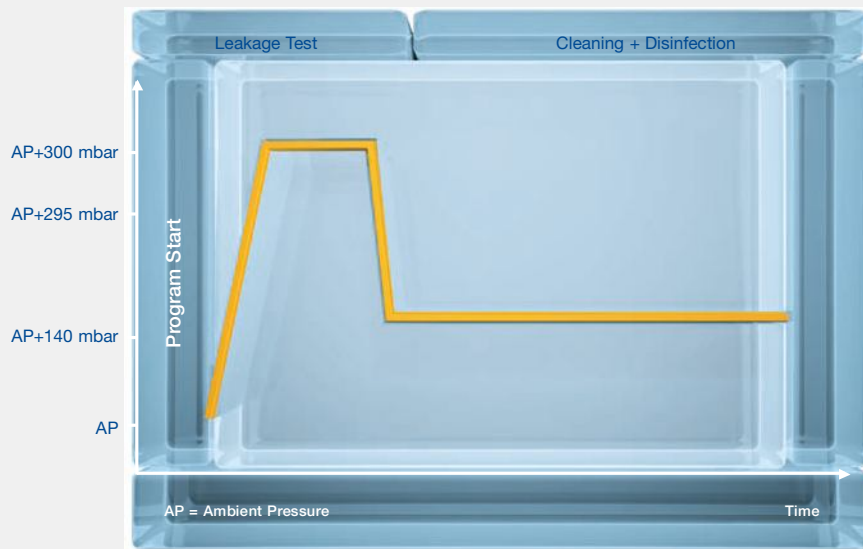 Leakage Test
Cleaning + Disinfection
AP+300 mbar
AP+295 mbar
Program Start
AP+140 mbar
AP
AP = Ambient Pressure
Time